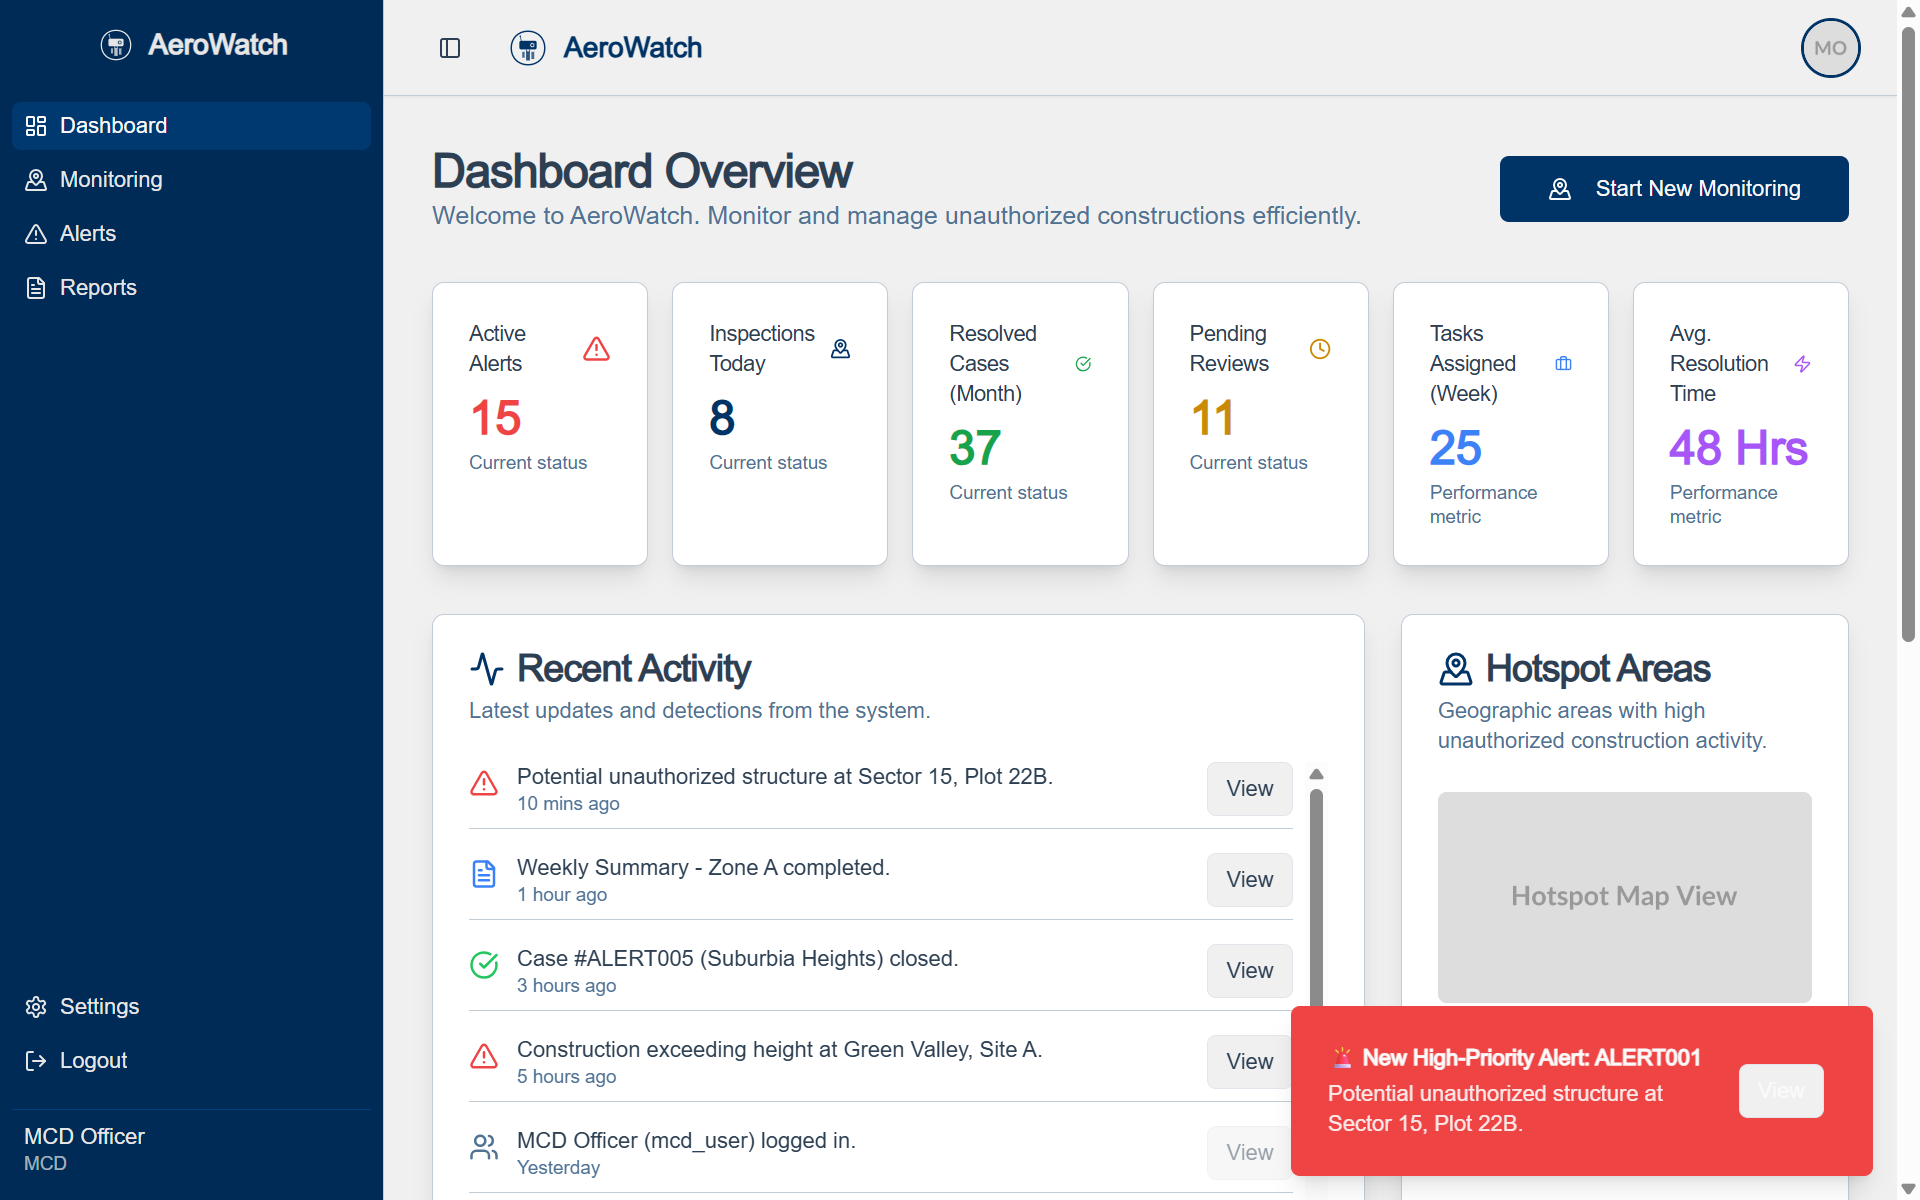 AeroWatch
Dashboard
Monitoring
Alerts
Reports
Settings
Logout
MCD Officer
MCD
AeroWatch
MO
Dashboard Overview
Welcome to AeroWatch. Monitor and manage unauthorized constructions efficiently.
Start New Monitoring
Active
Alerts
15
Current status
Inspections
Today
8
Current status
Resolved
Cases
(Month)
37
Current status
Pending
Reviews
11
Current status
Tasks
Assigned
(Week)
25
Performance
metric
Avg.
Resolution
Time
48 Hrs
Performance
metric
Recent Activity
Latest updates and detections from the system.
Potential unauthorized structure at Sector 15, Plot 22B.
10 mins ago
View
Weekly Summary - Zone A completed.
1 hour ago
View
Case #ALERT005 (Suburbia Heights) closed.
3 hours ago
View
Construction exceeding height at Green Valley, Site A.
5 hours ago
View
MCD Officer (mcd_user) logged in.
Yesterday
View
Hotspot Areas
Geographic areas with high
unauthorized construction activity.
Hotspot Map View
New High-Priority Alert: ALERT001
Potential unauthorized structure at
Sector 15, Plot 22B.
View